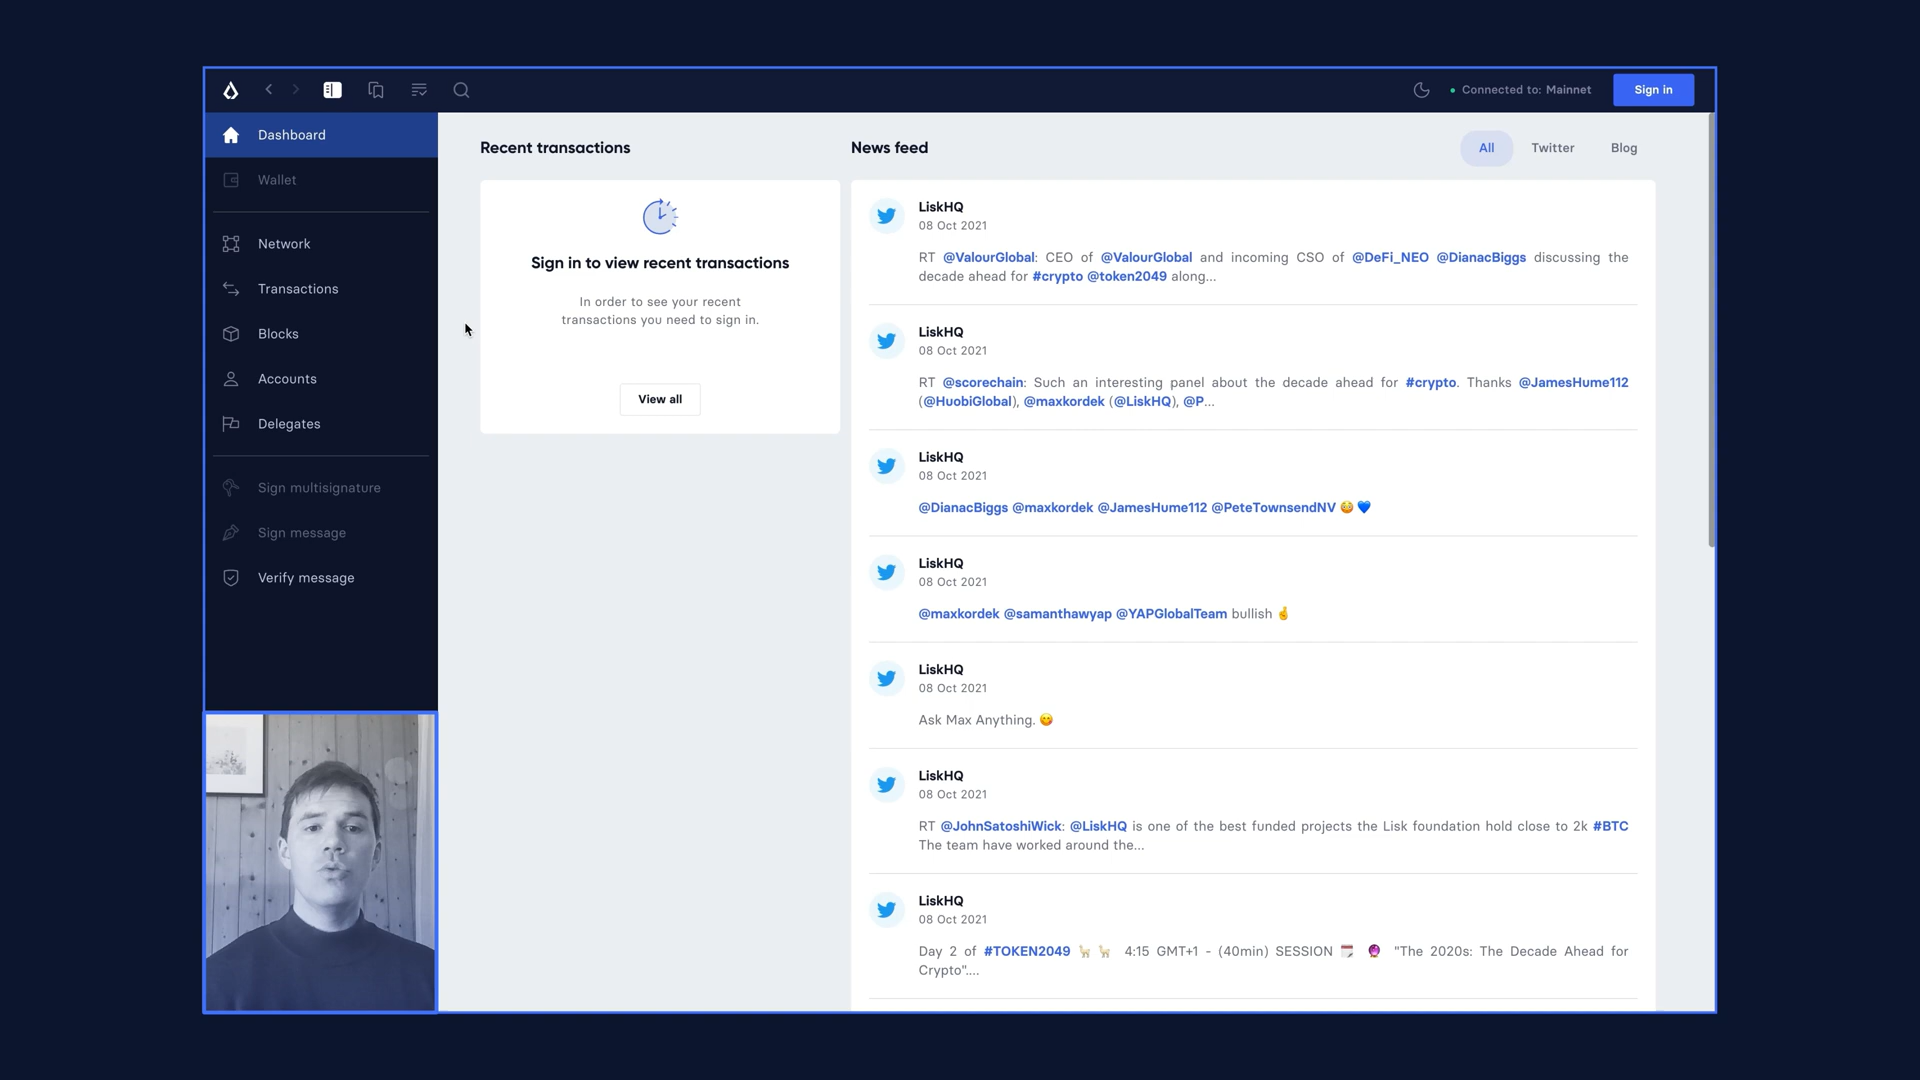 Connected to: Mainnet
Sign in
Dashboard
Wallet
Network
Transactions
Blocks
Accounts
Delegates
Sign multisignature
Sign message
Verify message
Recent transactions
Sign in to view recent transactions
In order to see your recent
transactions you need to sign in.
View all
News feed
All
Twitter
Blog
LiskHQ
08 Oct 2021
RT @ValourGlobal: CEO of @ValourGlobal and incoming CSO of @DeFi_NEO @DianacBiggs discussing the
decade ahead for #crypto @token2049 along...
LiskHQ
08 Oct 2021
RT @scorechain: Such an interesting panel about the decade ahead for #crypto. Thanks @JamesHume112
(@HuobiGlobal), @maxkordek (@LiskHQ), @P...
LiskHQ
08 Oct 2021
@DianacBiggs @maxkordek @JamesHume112 @PeteTownsendNV 😳 💙
LiskHQ
08 Oct 2021
@maxkordek @samanthawyap @YAPGlobalTeam bullish 🤞
LiskHQ
08 Oct 2021
Ask Max Anything. 😋
LiskHQ
08 Oct 2021
RT @JohnSatoshiWick: @LiskHQ is one of the best funded projects the Lisk foundation hold close to 2k #BTC
The team have worked around the...
LiskHQ
08 Oct 2021
Day 2 of #TOKEN2049 🦙 🦙 4:15 GMT+1 - (40min) SESSION 🗓 🔮 "The 2020s: The Decade Ahead for
Crypto"....